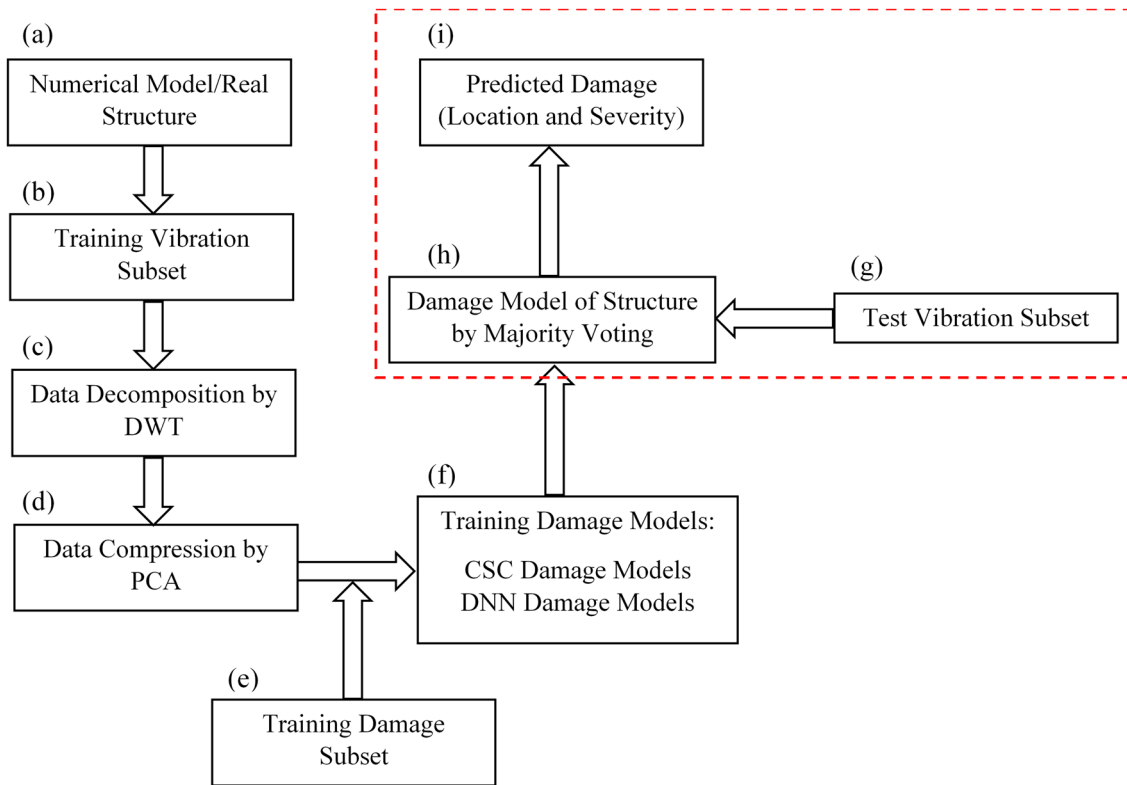 (a)
Numerical Model/Real
Structure
(b)
Training Vibration
Subset
(c)
Data Decomposition by
DWT
(d)
Data Compression by
PCA
(e)
Training Damage
Subset
(f)
Training Damage Models:
CSC Damage Models
DNN Damage Models
(g)
Test Vibration Subset
(h)
Damage Model of Structure
by Majority Voting
(i)
Predicted Damage
(Location and Severity)